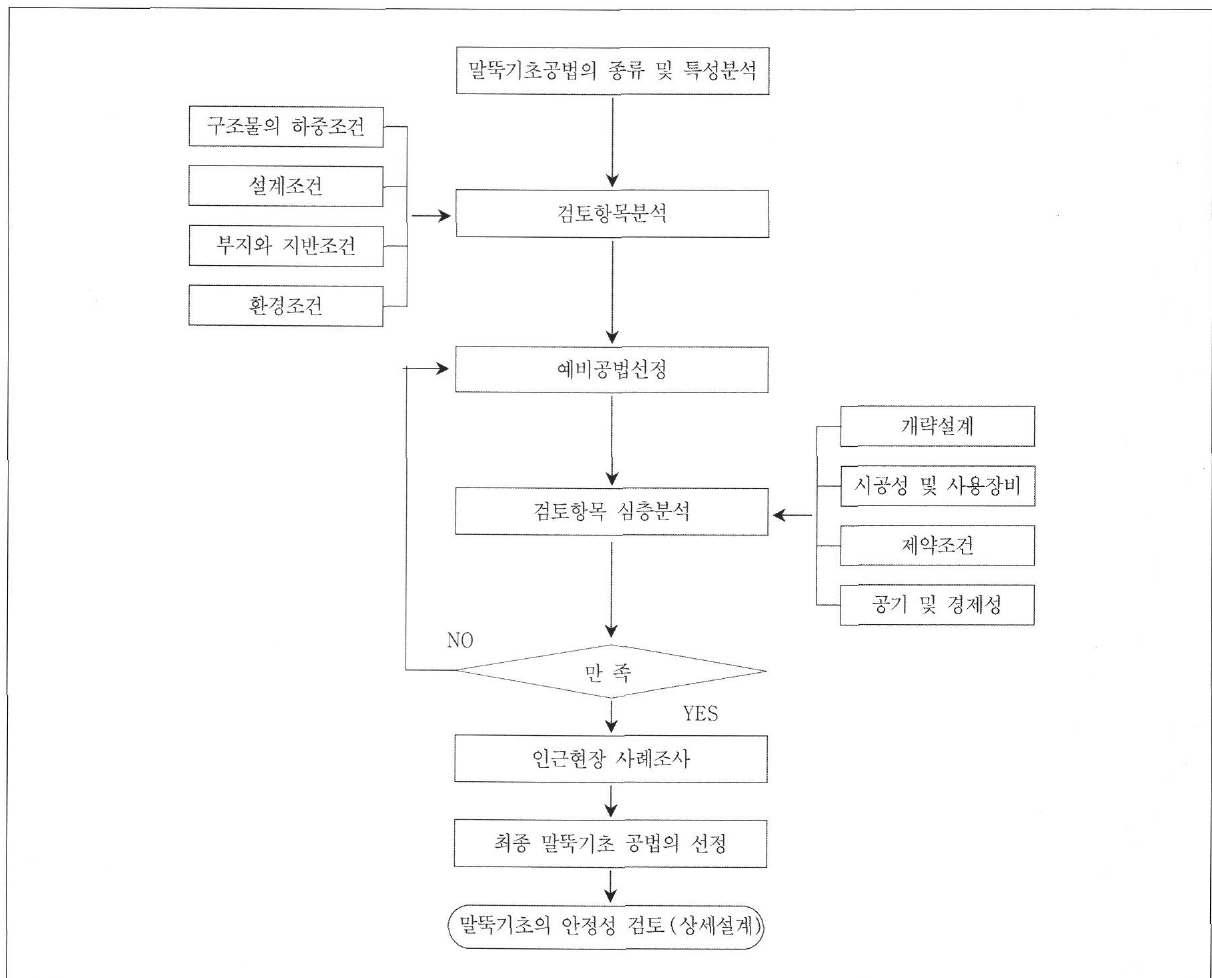 말뚝기초공법의 종류 및 특성분석
구조물의 하중조건
설계조건
부지와 지반조건
환경조건
검토항목분석
예비공법선정
검토항목 심층분석
개략설계
시공성 및 사용장비
제약조건
공기 및 경제성
NO
만 족
YES
인근현장 사례조사
최종 말뚝기초 공법의 선정
말뚝기초의 안정성 검토(상세설계)